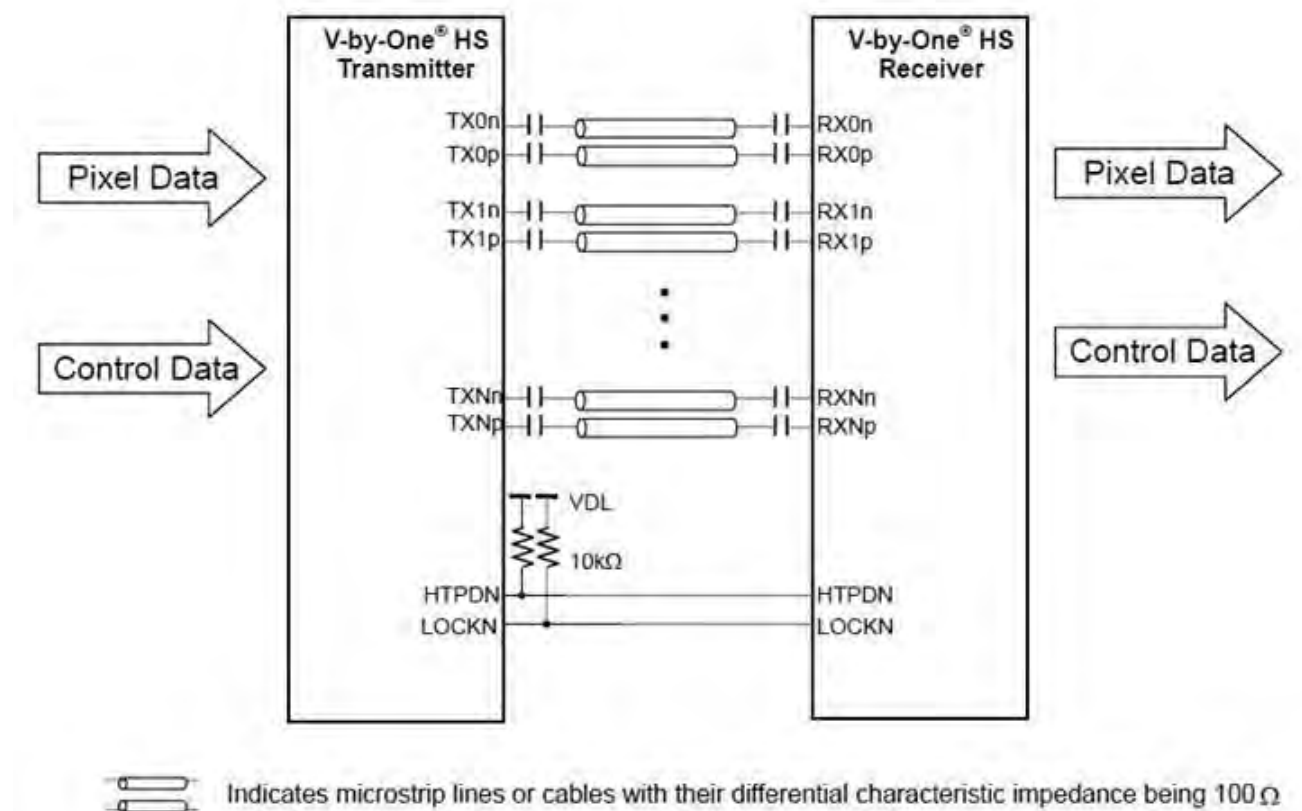 V-by-One® HS
Transmitter
V-by-One® HS
Receiver
Pixel Data
Control Data
TX0n
TX0p
TX1n
TX1p
TXNn
TXNp
RX0n
RX0p
RX1n
RX1p
RXNn
RXNp
Pixel Data
Control Data
VDL
10kΩ
HTPDN
LOCKN
HTPDN
LOCKN
Indicates microstrip lines or cables with their differential characteristic impedance being 100 Ω